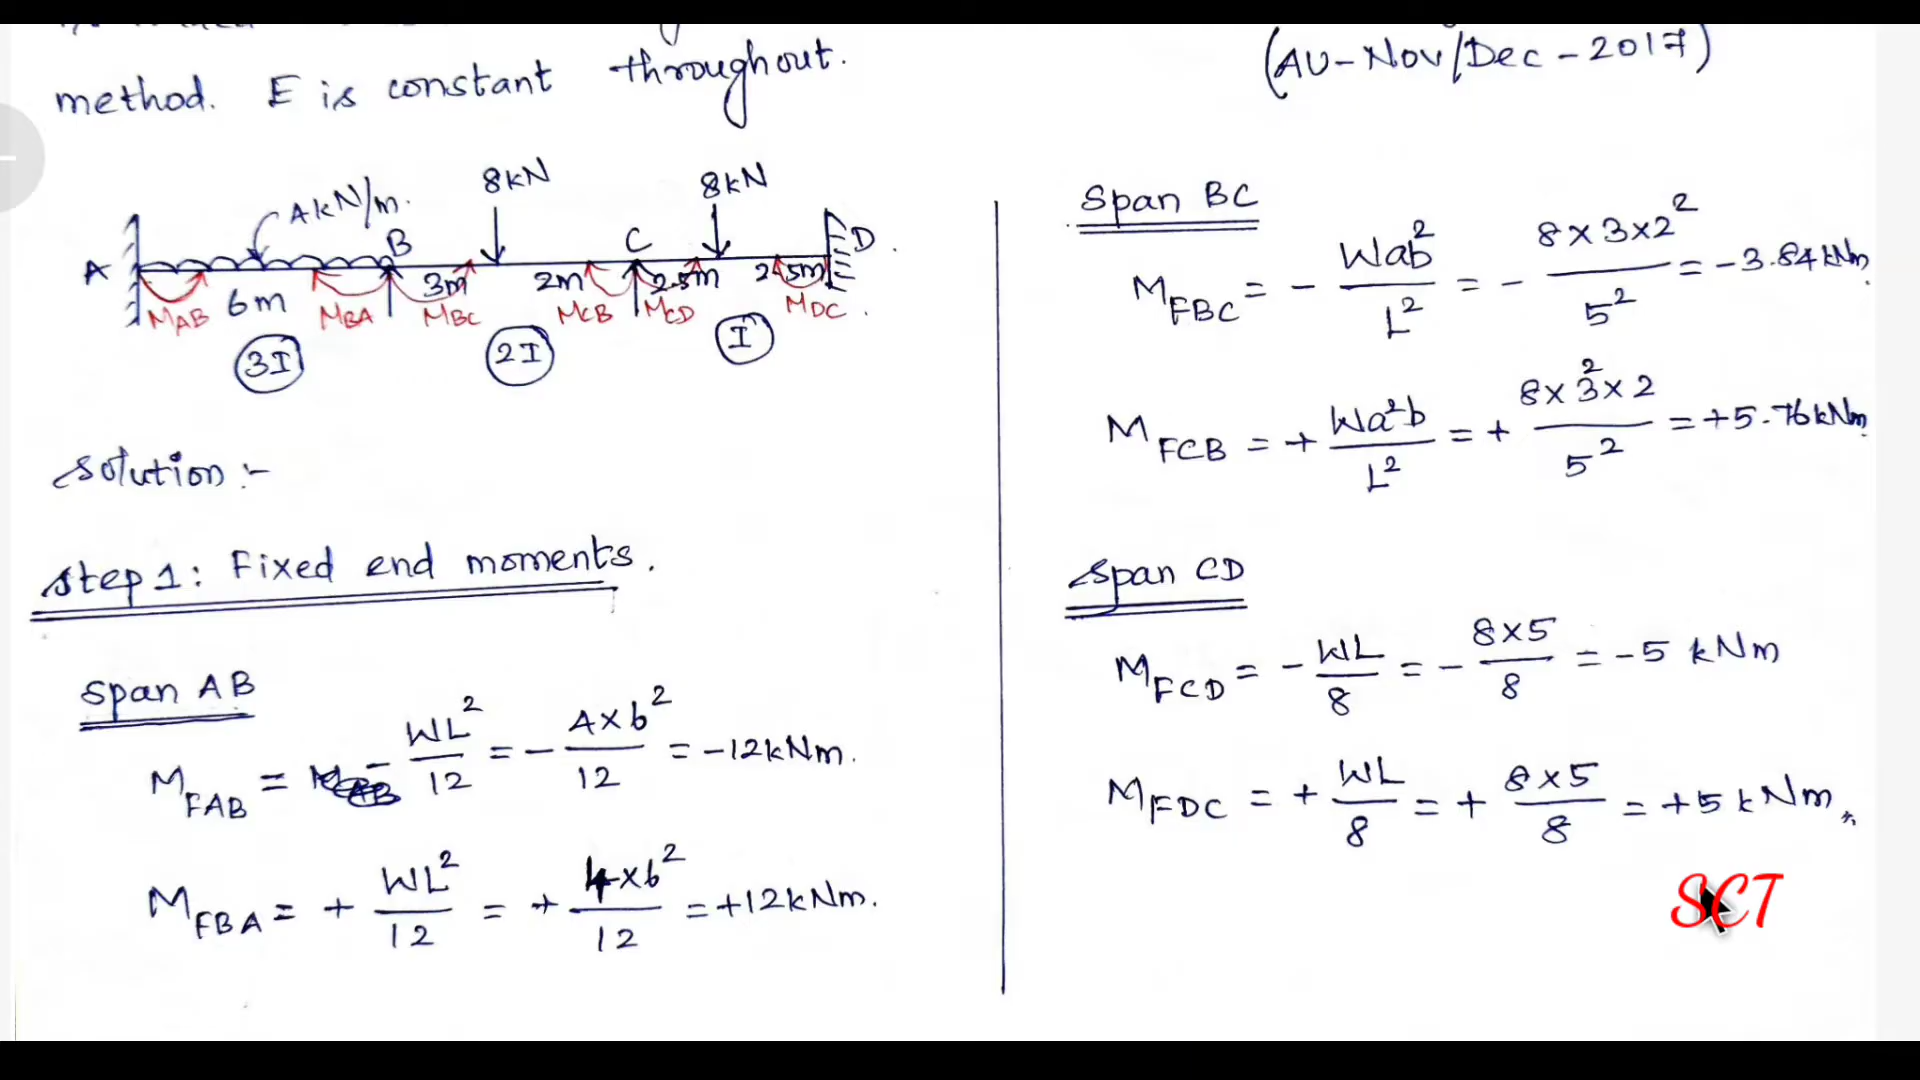 method. E is constant throughout.
(AU-Nov/Dec-2017)
4kN/m.
8kN
8kN
A
B
C
D.
6m
3m
2m
2.5m
2.5m
MAB
MBA
MBC
MCB
MCD
MDC.
3I
2I
I
Solution :-
Step 1: Fixed end moments.
Span AB
MFAB = - WL²/12 = - 4×6²/12 = -12kNm.
MFBA = + WL²/12 = + 4×6²/12 = +12kNm.
Span BC
MFBC = - Wab²/L² = - 8×3×2²/5² = -3.84kNm.
MFCB = + Wa²b/L² = + 8×3²×2/5² = +5.76kNm.
Span CD
MFCD = - WL/8 = - 8×5/8 = -5 kNm
MFDC = + WL/8 = + 8×5/8 = +5 kNm.
SCT